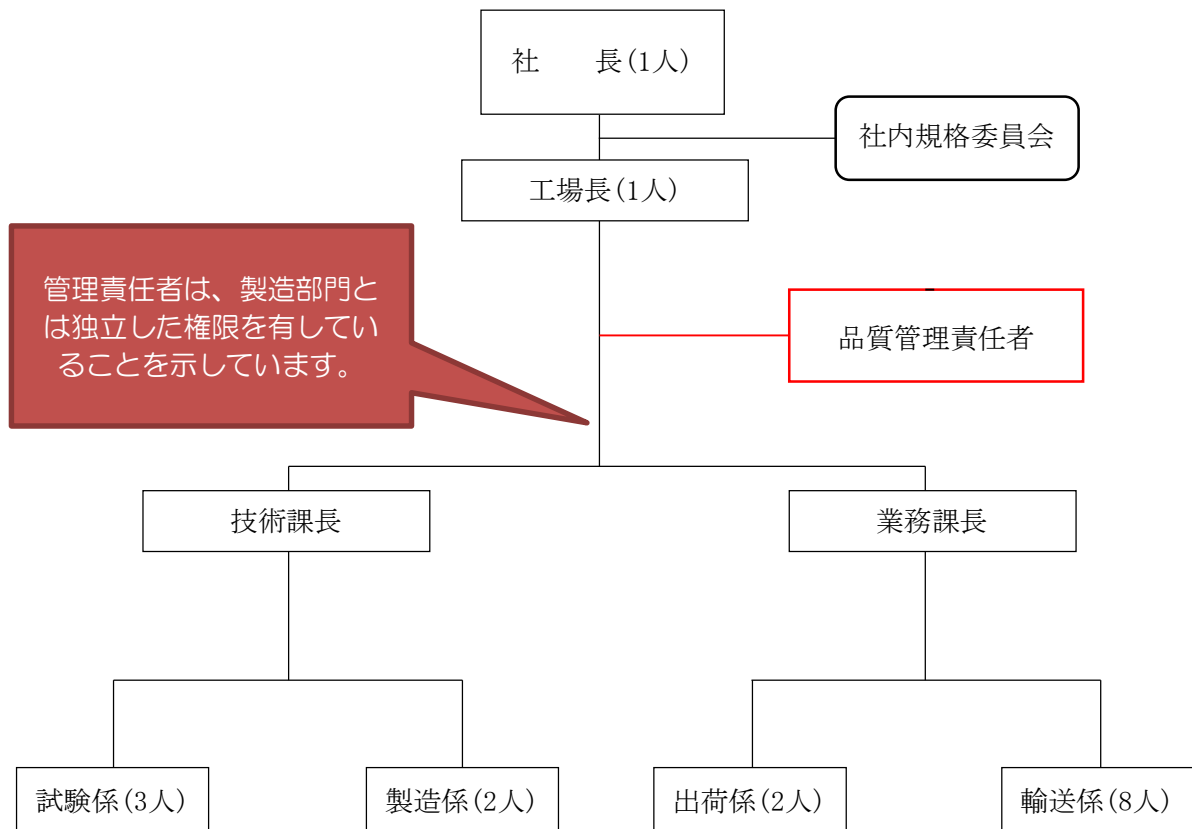 社　　長(1人)
社内規格委員会
工場長(1人)
管理責任者は、製造部門と
は独立した権限を有してい
ることを示しています。
品質管理責任者
技術課長
業務課長
試験係(3人)
製造係(2人)
出荷係(2人)
輸送係(8人)